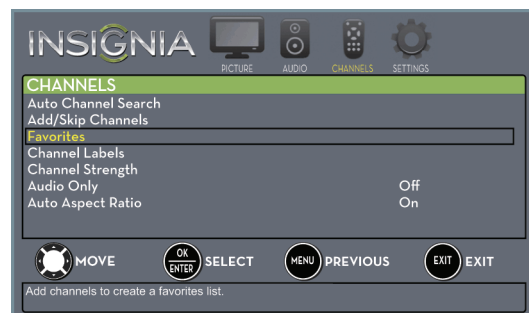 INSIGNIA
PICTURE AUDIO CHANNELS SETTINGS
CHANNELS
Auto Channel Search
Add/Skip Channels
Favorites
Channel Labels
Channel Strength
Audio Only Off
Auto Aspect Ratio On
MOVE OK ENTER SELECT MENU PREVIOUS EXIT EXIT
Add channels to create a favorites list.